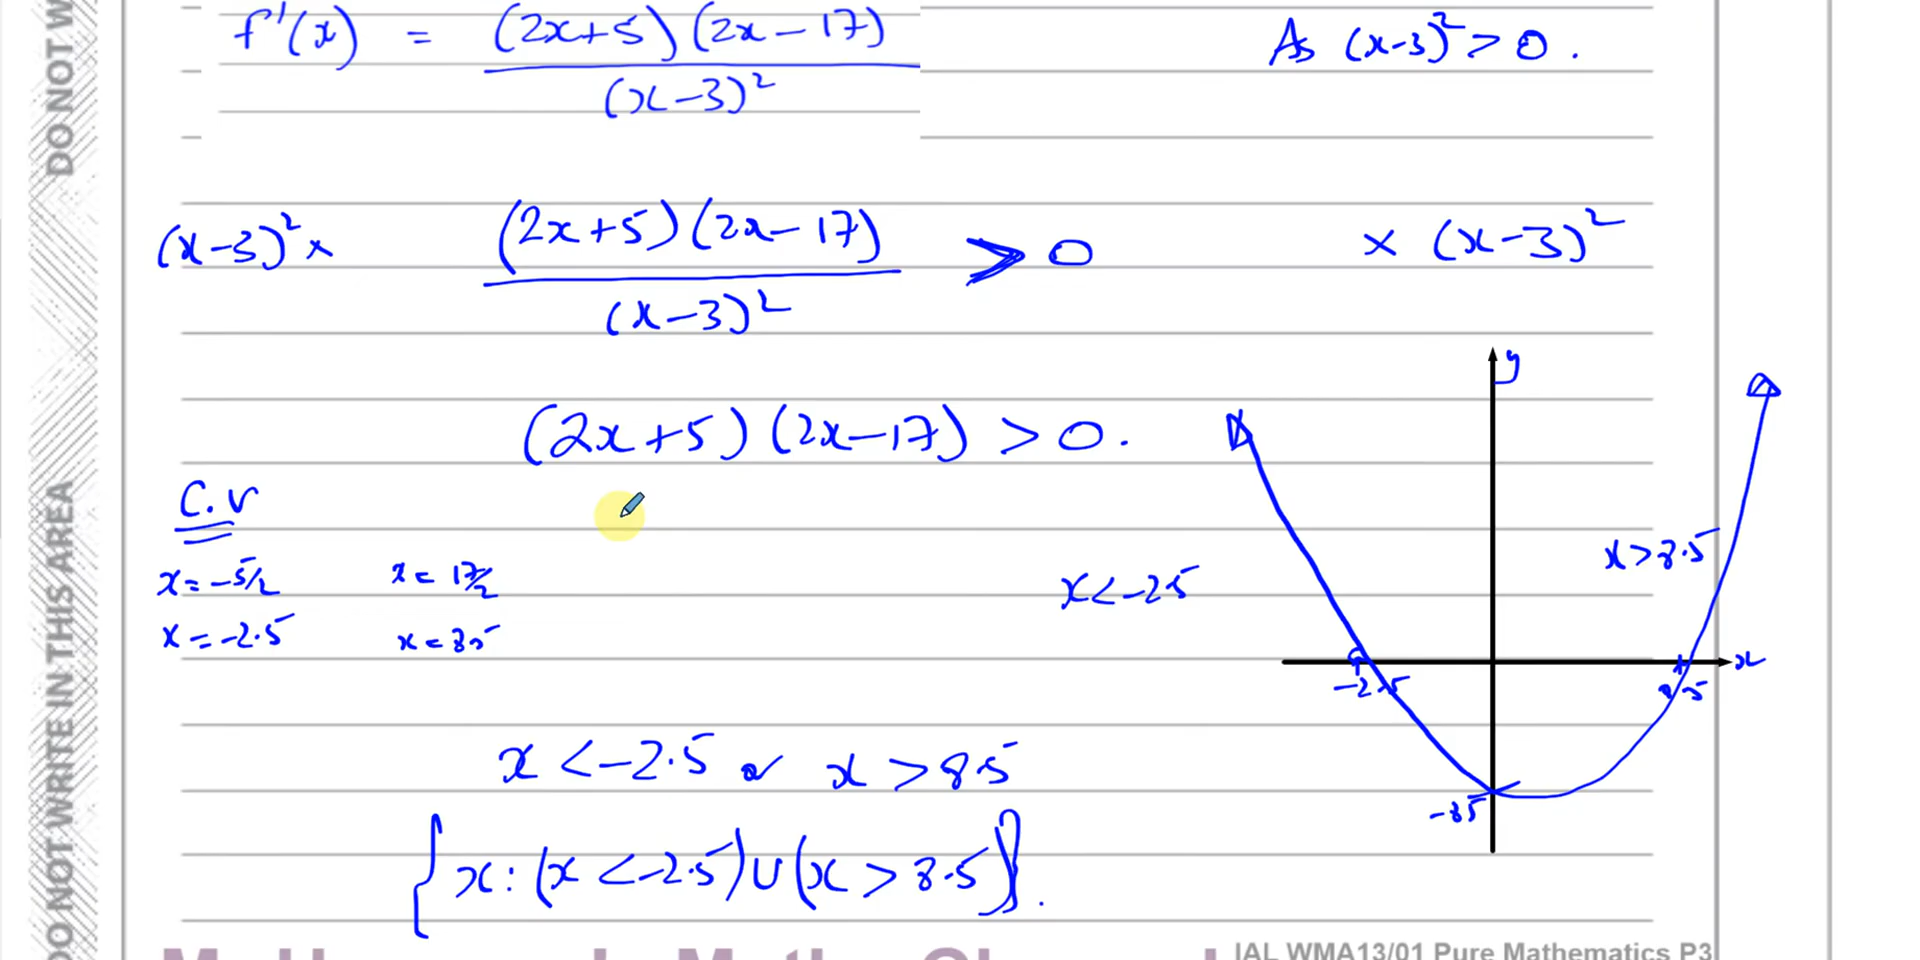 f'(x) = (2x+5)(2x-17) / (x-3)²
As (x-3)² > 0.
(x-3)² × (2x+5)(2x-17) / (x-3)² > 0
× (x-3)²
(2x+5)(2x-17) > 0.
C.V
x = -5/2
x = 17/2
x = -2.5
x = 8.5
y
x < -2.5
x > 8.5
x
-2.5
8.5
-85
x < -2.5 or x > 8.5
{x: (x < -2.5) ∪ (x > 8.5)}.
IAL WMA13/01 Pure Mathematics P3
DO NOT W
DO NOT WRITE IN THIS AREA